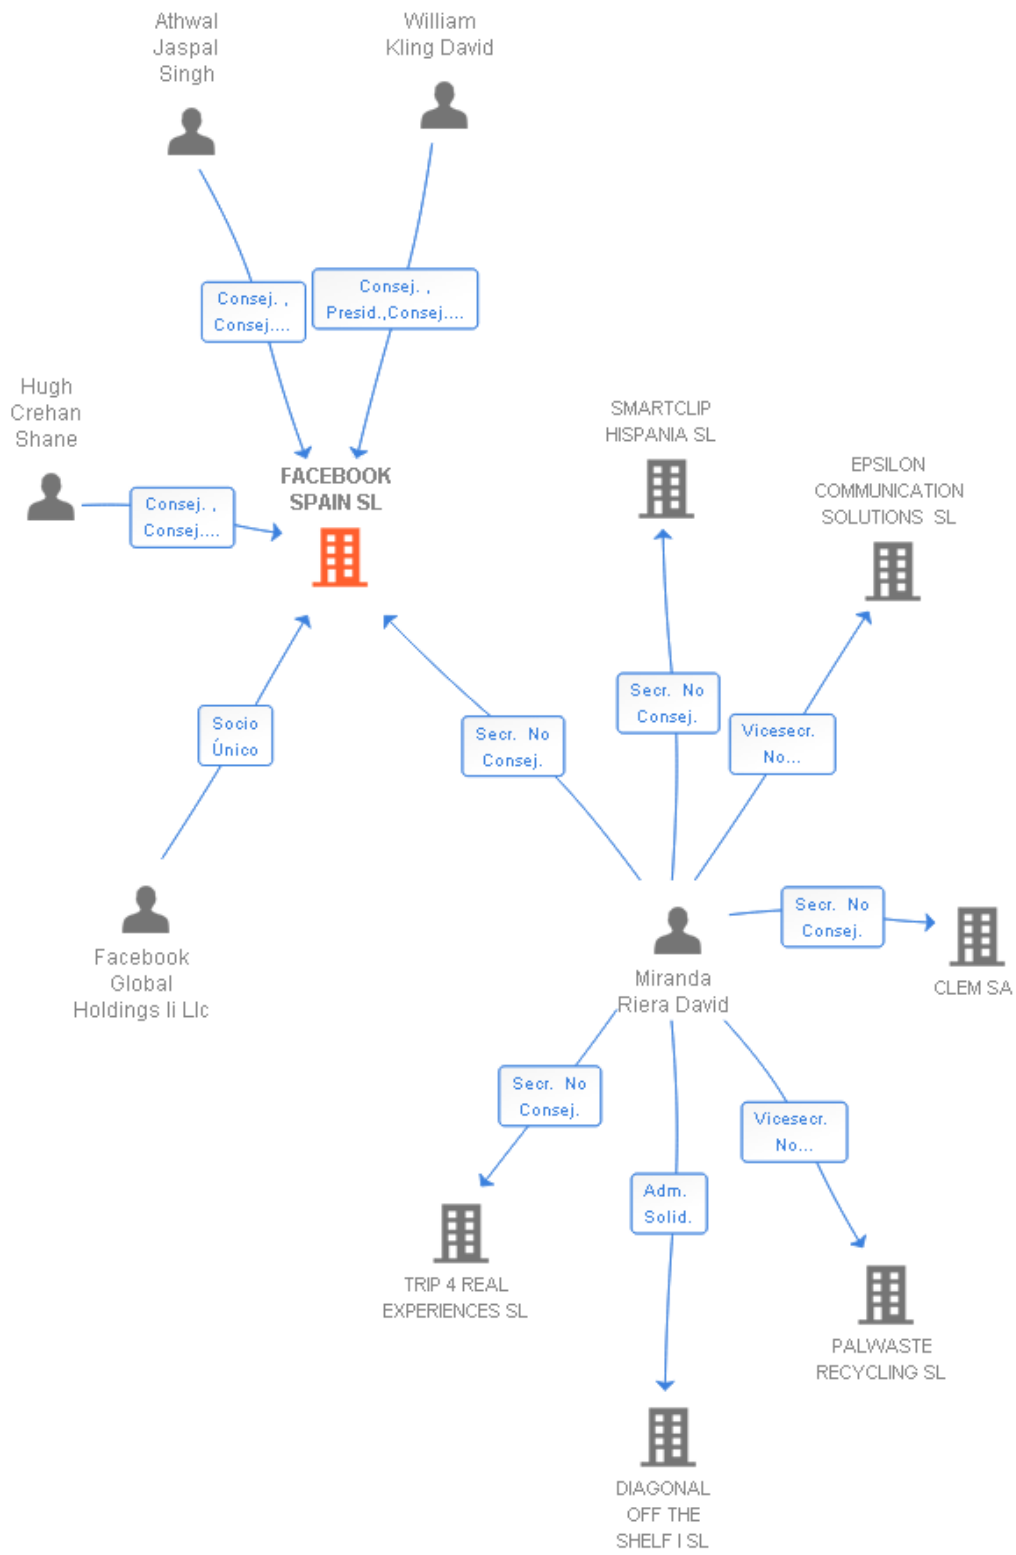 Athwal
Jaspal
Singh
William
Kling David
Consej. ,
Consej....
Consej. ,
Presid.,Consej....
Hugh
Crehan
Shane
Consej. ,
Consej....
FACEBOOK
SPAIN SL
SMARTCLIP
HISPANIA SL
EPSILON
COMMUNICATION
SOLUTIONS SL
Socio
Único
Secr. No
Consej.
Secr. No
Consej.
Vicesecr.
No...
Facebook
Global
Holdings Ii Llc
Miranda
Riera David
Secr. No
Consej.
CLEM SA
Secr. No
Consej.
Adm.
Solid.
Vicesecr.
No...
TRIP 4 REAL
EXPERIENCES SL
PALWASTE
RECYCLING SL
DIAGONAL
OFF THE
SHELF I SL